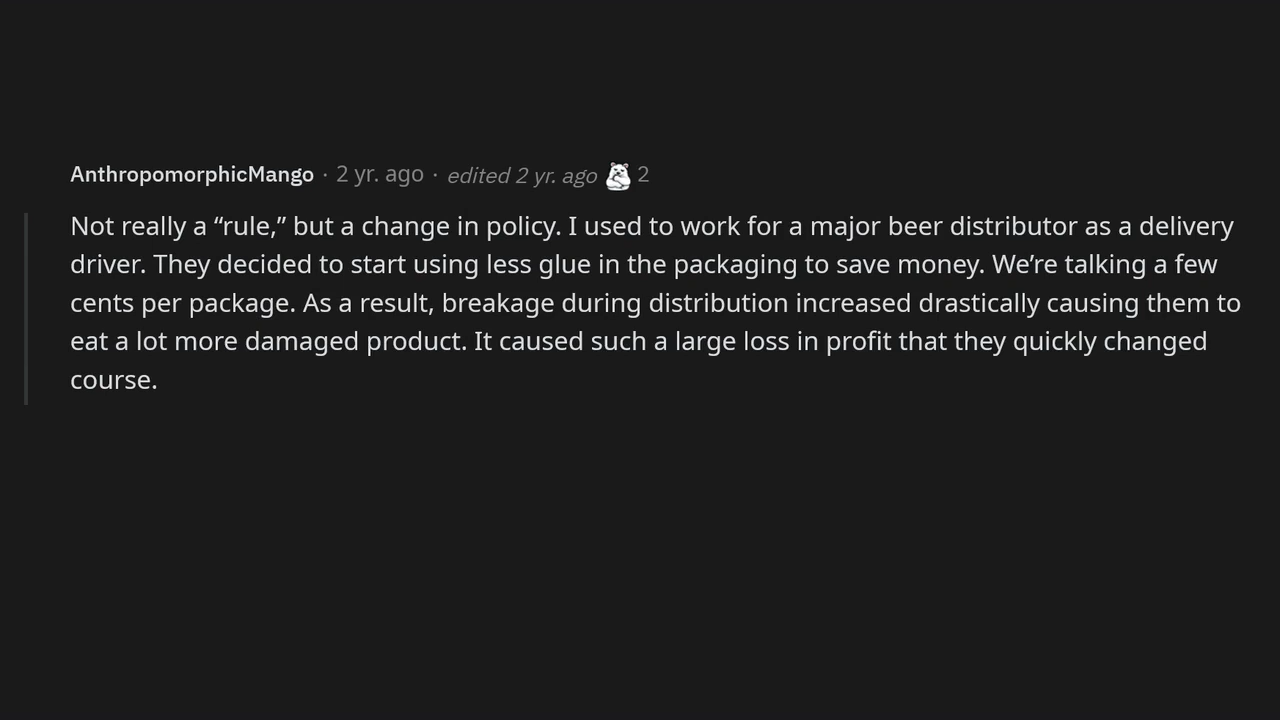 AnthropomorphicMango · 2 yr. ago · edited 2 yr. ago 2
Not really a “rule,” but a change in policy. I used to work for a major beer distributor as a delivery
driver. They decided to start using less glue in the packaging to save money. We’re talking a few
cents per package. As a result, breakage during distribution increased drastically causing them to
eat a lot more damaged product. It caused such a large loss in profit that they quickly changed
course.